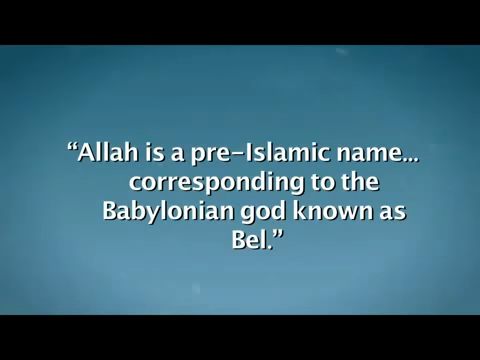 “Allah is a pre-Islamic name...
corresponding to the
Babylonian god known as
Bel.”